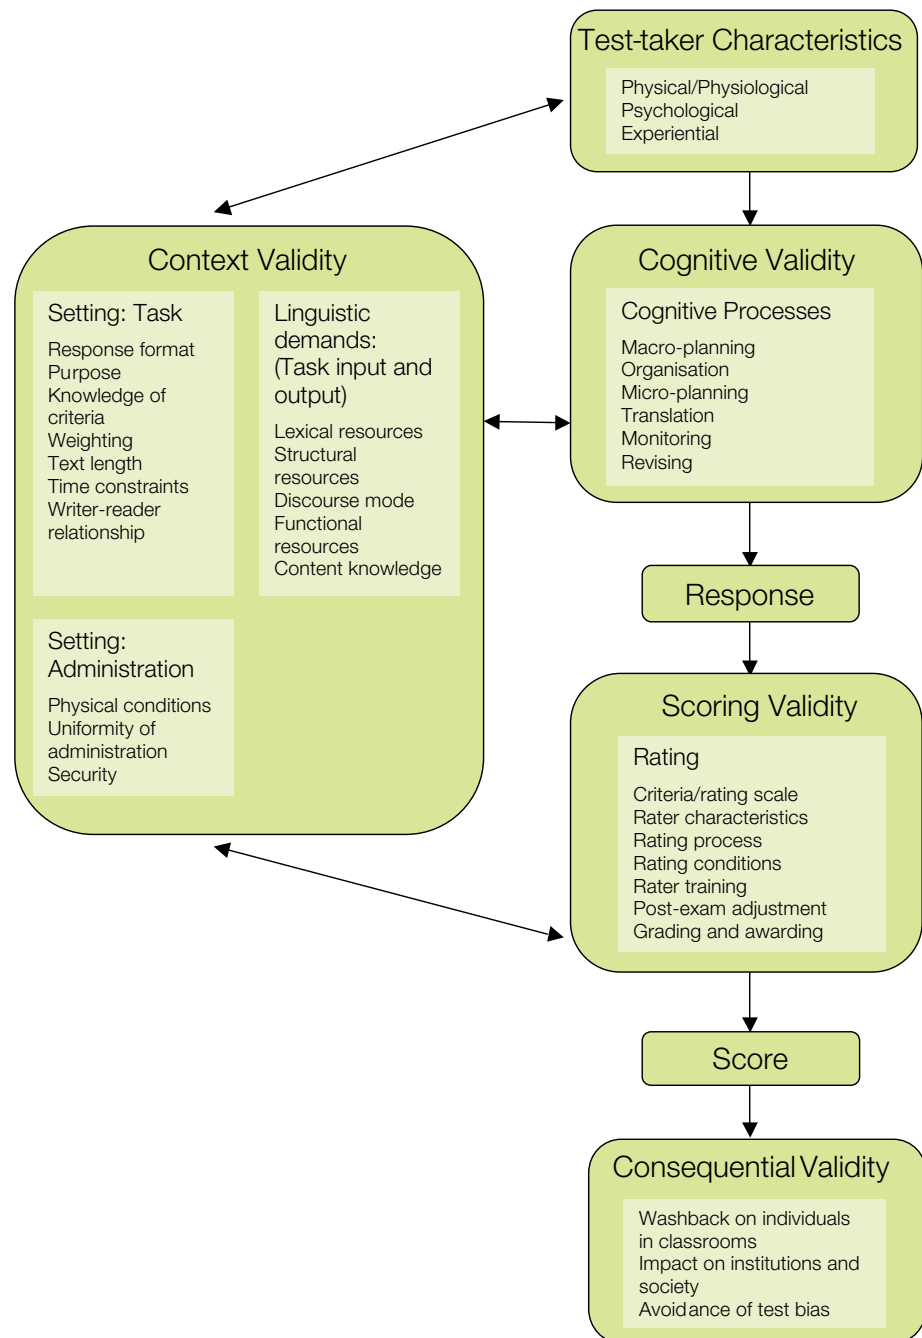 Test-taker Characteristics
Physical/Physiological
Psychological
Experiential
Context Validity
Setting: Task
Response format
Purpose
Knowledge of
criteria
Weighting
Text length
Time constraints
Writer-reader
relationship
Linguistic
demands:
(Task input and
output)
Lexical resources
Structural
resources
Discourse mode
Functional
resources
Content knowledge
Setting:
Administration
Physical conditions
Uniformity of
administration
Security
Cognitive Validity
Cognitive Processes
Macro-planning
Organisation
Micro-planning
Translation
Monitoring
Revising
Response
Scoring Validity
Rating
Criteria/rating scale
Rater characteristics
Rating process
Rating conditions
Rater training
Post-exam adjustment
Grading and awarding
Score
Consequential Validity
Washback on individuals
in classrooms
Impact on institutions and
society
Avoidance of test bias